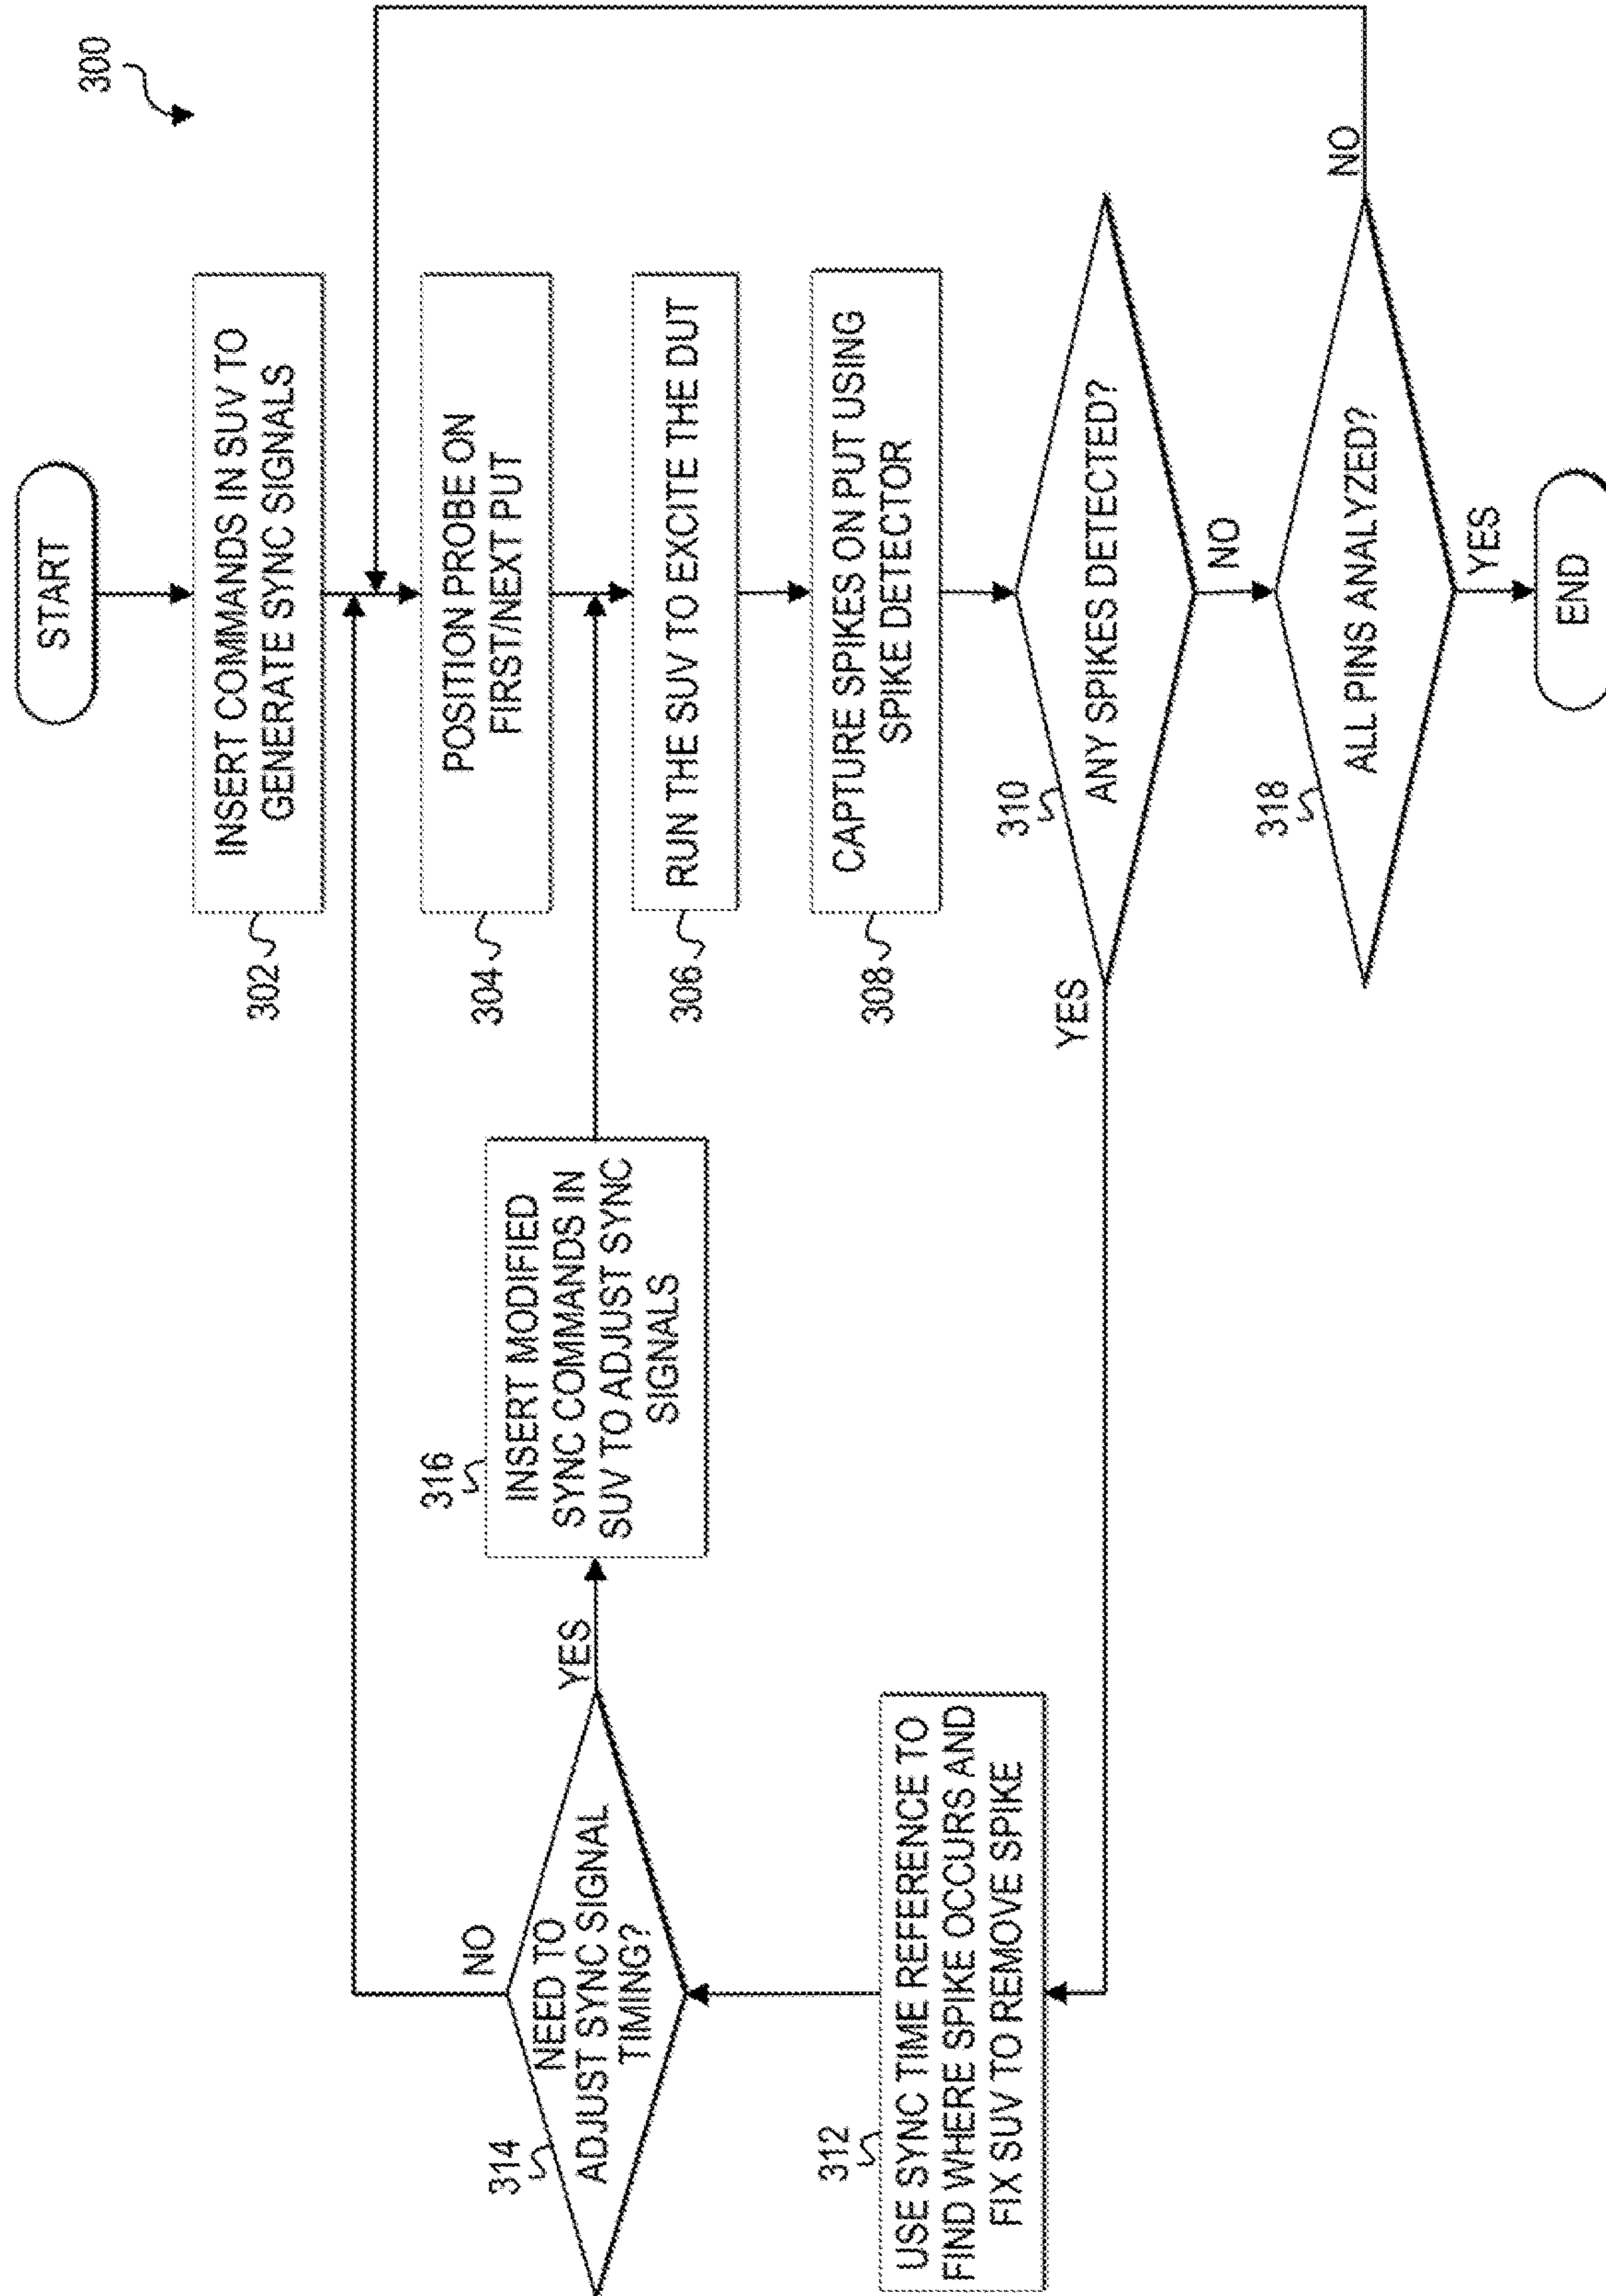 300
START
302
INSERT COMMANDS IN SUV TO
GENERATE SYNC SIGNALS
304
POSITION PROBE ON
FIRST/NEXT PUT
306
RUN THE SUV TO EXCITE THE DUT
308
CAPTURE SPIKES ON PUT USING
SPIKE DETECTOR
310
ANY SPIKES DETECTED?
YES
NO
318
ALL PINS ANALYZED?
NO
YES
END
312
USE SYNC TIME REFERENCE TO
FIND WHERE SPIKE OCCURS AND
FIX SUV TO REMOVE SPIKE
314
NEED TO
ADJUST SYNC SIGNAL
TIMING?
NO
YES
316
INSERT MODIFIED
SYNC COMMANDS IN
SUV TO ADJUST SYNC
SIGNALS